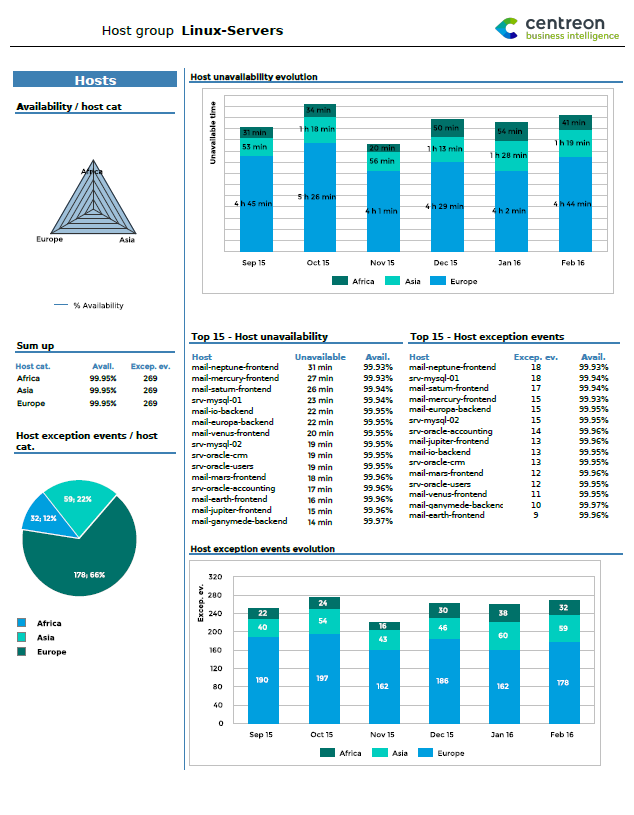 Host group Linux-Servers
centreon
business intelligence
Hosts
Availability / host cat
Africa
Europe
Asia
% Availability
Sum up
Host cat. Avail. Excep. ev.
Africa 99.95% 269
Asia 99.95% 269
Europe 99.95% 269
Host exception events / host
cat.
59; 22%
32; 12%
178; 66%
Africa
Asia
Europe
Host unavailability evolution
Unavailable time
31 min 34 min 20 min 50 min 54 min 41 min
53 min 1 h 18 min 56 min 1 h 13 min 1 h 28 min 1 h 19 min
4 h 45 min 5 h 26 min 4 h 1 min 4 h 29 min 4 h 2 min 4 h 44 min
Sep 15 Oct 15 Nov 15 Dec 15 Jan 16 Feb 16
Africa Asia Europe
Top 15 - Host unavailability
Host Unavailable Avail.
mail-neptune-frontend 31 min 99.93%
mail-mercury-frontend 27 min 99.93%
mail-saturn-frontend 26 min 99.94%
srv-mysql-01 23 min 99.94%
mail-io-backend 22 min 99.95%
mail-europa-backend 22 min 99.95%
mail-venus-frontend 20 min 99.95%
srv-mysql-02 19 min 99.95%
srv-oracle-crm 19 min 99.95%
srv-oracle-users 19 min 99.95%
mail-mars-frontend 18 min 99.96%
srv-oracle-accounting 17 min 99.96%
mail-earth-frontend 16 min 99.96%
mail-jupiter-frontend 15 min 99.96%
mail-ganymede-backend 14 min 99.97%
Top 15 - Host exception events
Host Excep. ev. Avail.
mail-neptune-frontend 18 99.93%
srv-mysql-01 18 99.94%
mail-saturn-frontend 17 99.94%
mail-mercury-frontend 15 99.93%
mail-europa-backend 15 99.95%
srv-mysql-02 15 99.95%
srv-oracle-accounting 14 99.96%
mail-jupiter-frontend 13 99.96%
mail-io-backend 13 99.95%
srv-oracle-crm 13 99.95%
mail-mars-frontend 12 99.96%
srv-oracle-users 12 99.95%
mail-venus-frontend 11 99.95%
mail-ganymede-backend 10 99.97%
mail-earth-frontend 9 99.96%
Host exception events evolution
Excep. ev.
320
280
240
200
160
120
80
40
0
22 24 16 30 38 32
40 54 43 46 60 59
190 197 162 186 162 178
Sep 15 Oct 15 Nov 15 Dec 15 Jan 16 Feb 16
Africa Asia Europe